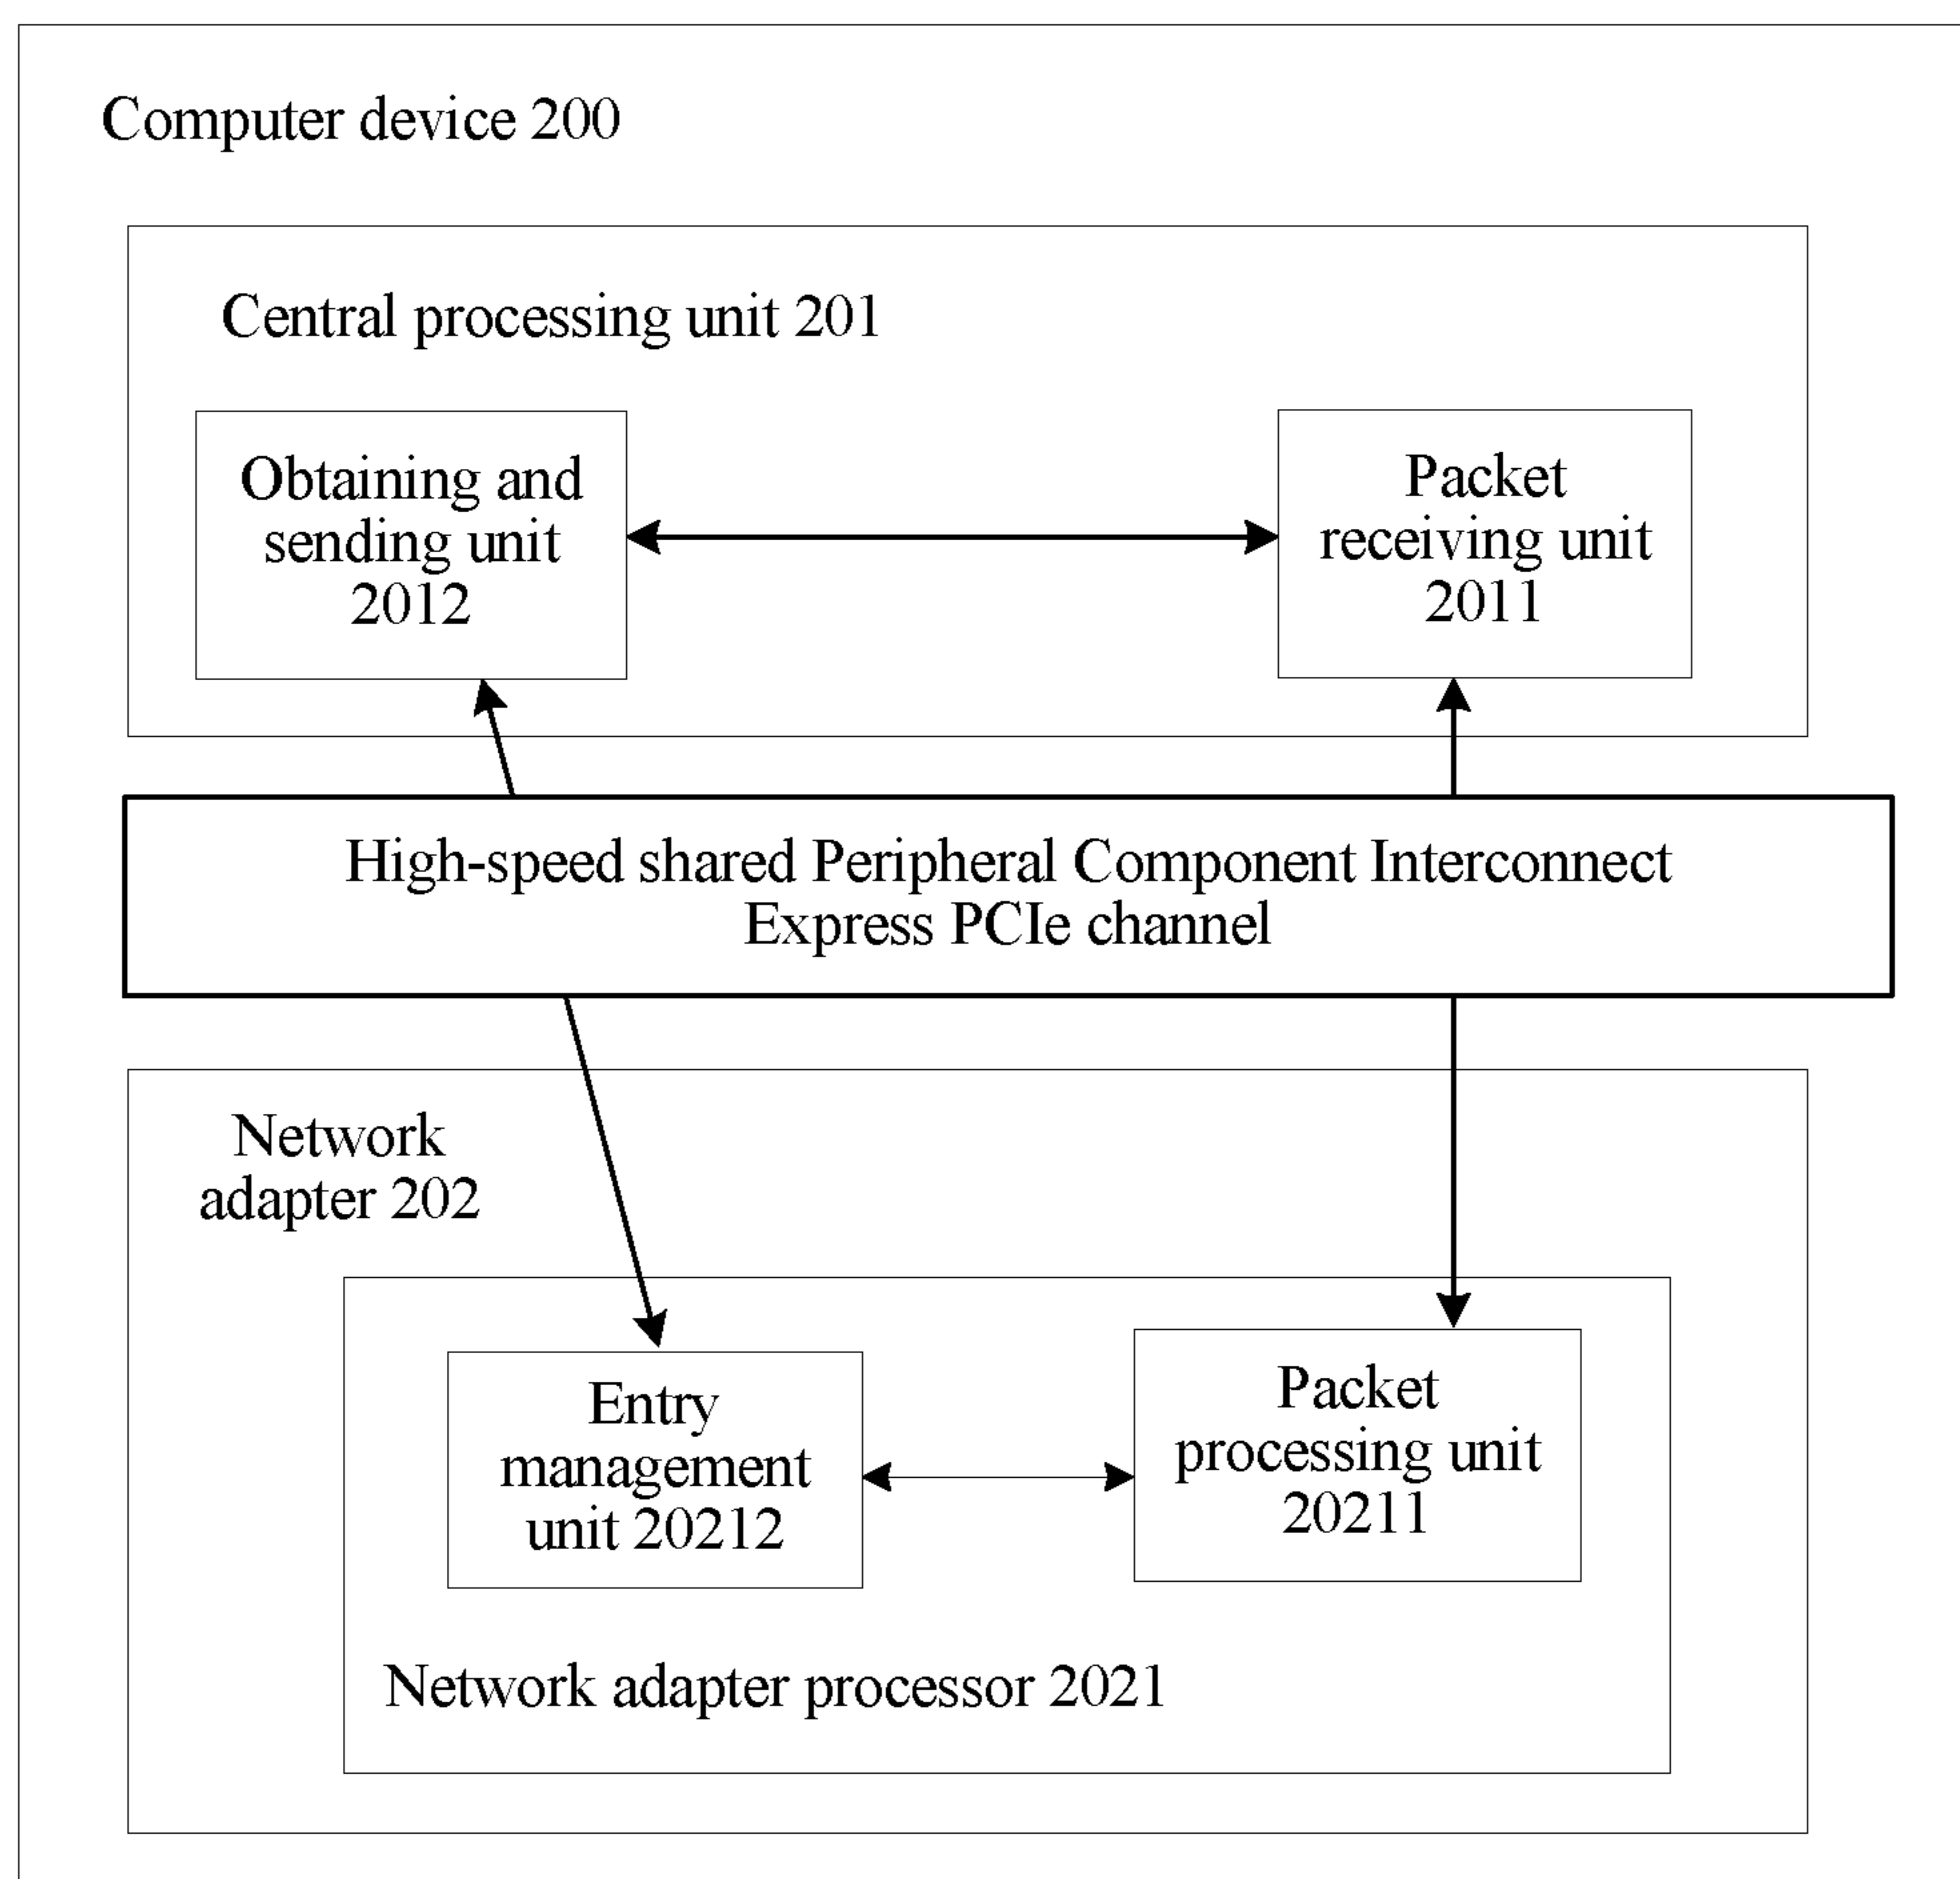 Computer device 200
Central processing unit 201
Obtaining and
sending unit
2012
Packet
receiving unit
2011
High-speed shared Peripheral Component Interconnect
Express PCIe channel
Network
adapter 202
Entry
management
unit 20212
Packet
processing unit
20211
Network adapter processor 2021